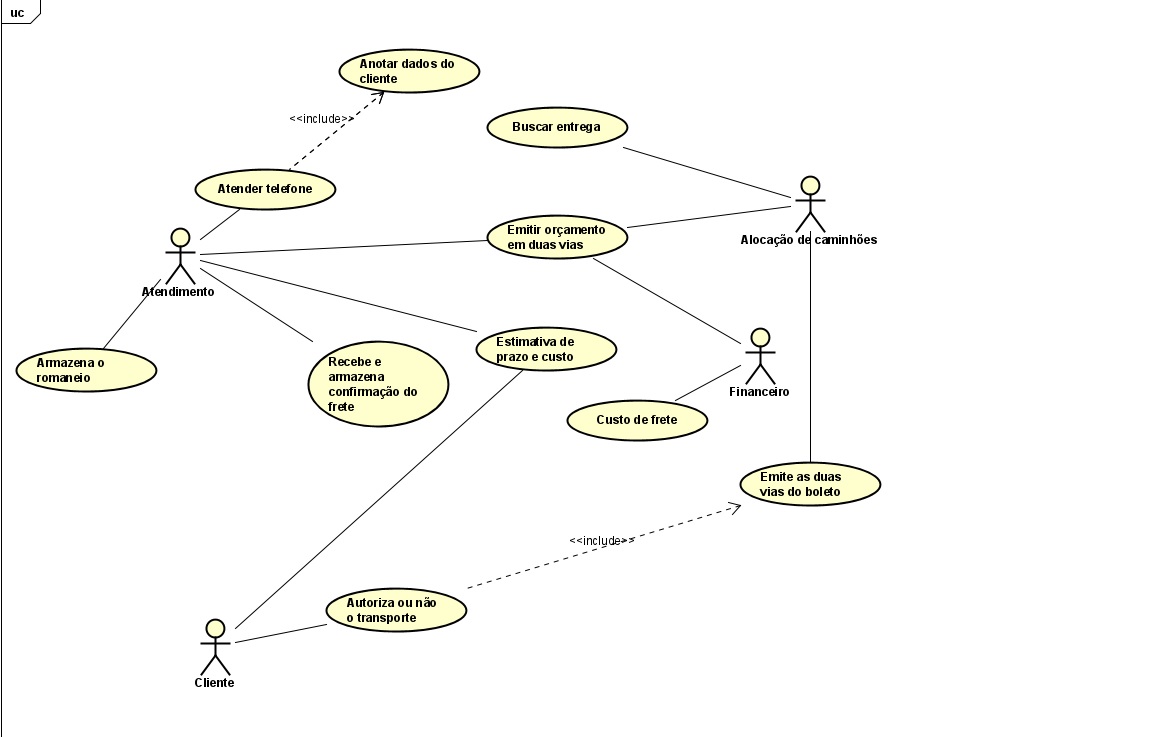 uc
Anotar dados do
cliente
<<include>>
Buscar entrega
Atender telefone
Emitir orçamento
em duas vias
Alocação de caminhões
Atendimento
Estimativa de
prazo e custo
Armazena o
romaneio
Recebe e
armazena
confirmação do
frete
Financeiro
Custo de frete
Emite as duas
vias do boleto
<<include>>
Autoriza ou não
o transporte
Cliente